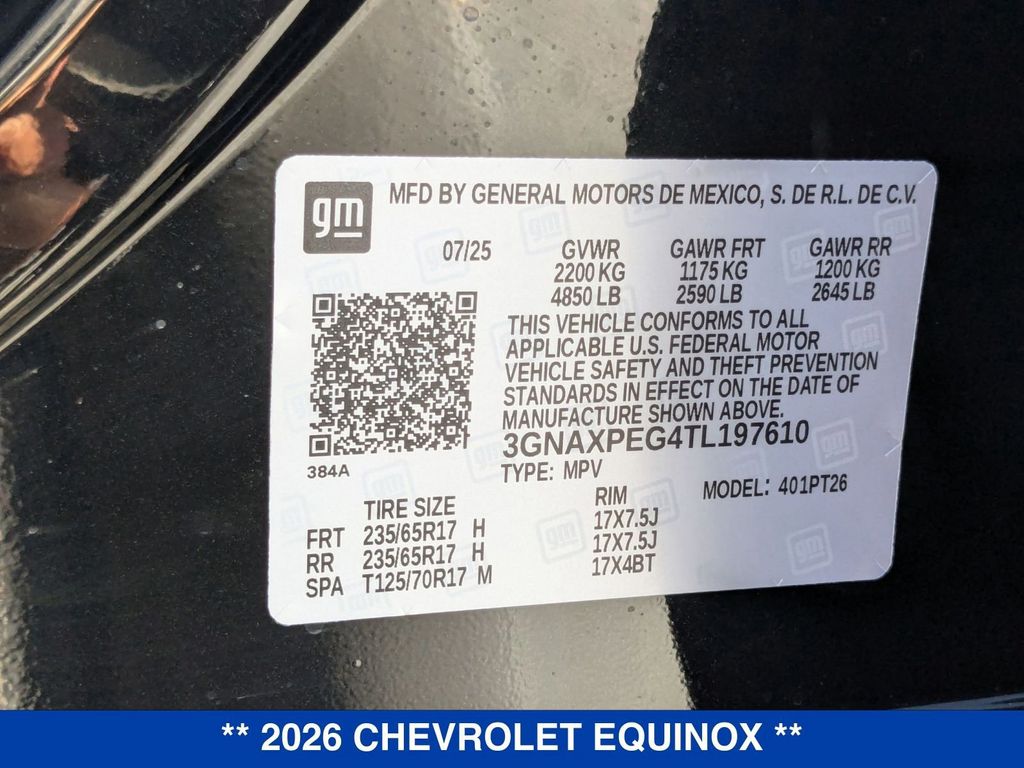 gm
MFD BY GENERAL MOTORS DE MEXICO, S. DE R.L. DE C.V.
07/25 GVWR GAWR FRT GAWR RR
2200 KG 1175 KG 1200 KG
4850 LB 2590 LB 2645 LB
THIS VEHICLE CONFORMS TO ALL
APPLICABLE U.S. FEDERAL MOTOR
VEHICLE SAFETY AND THEFT PREVENTION
STANDARDS IN EFFECT ON THE DATE OF
MANUFACTURE SHOWN ABOVE.
3GNAXPEG4TL197610
384A
TYPE: MPV
MODEL: 401PT26
TIRE SIZE RIM
FRT 235/65R17 H 17X7.5J
RR 235/65R17 H 17X7.5J
SPA T125/70R17 M 17X4BT
** 2026 CHEVROLET EQUINOX **